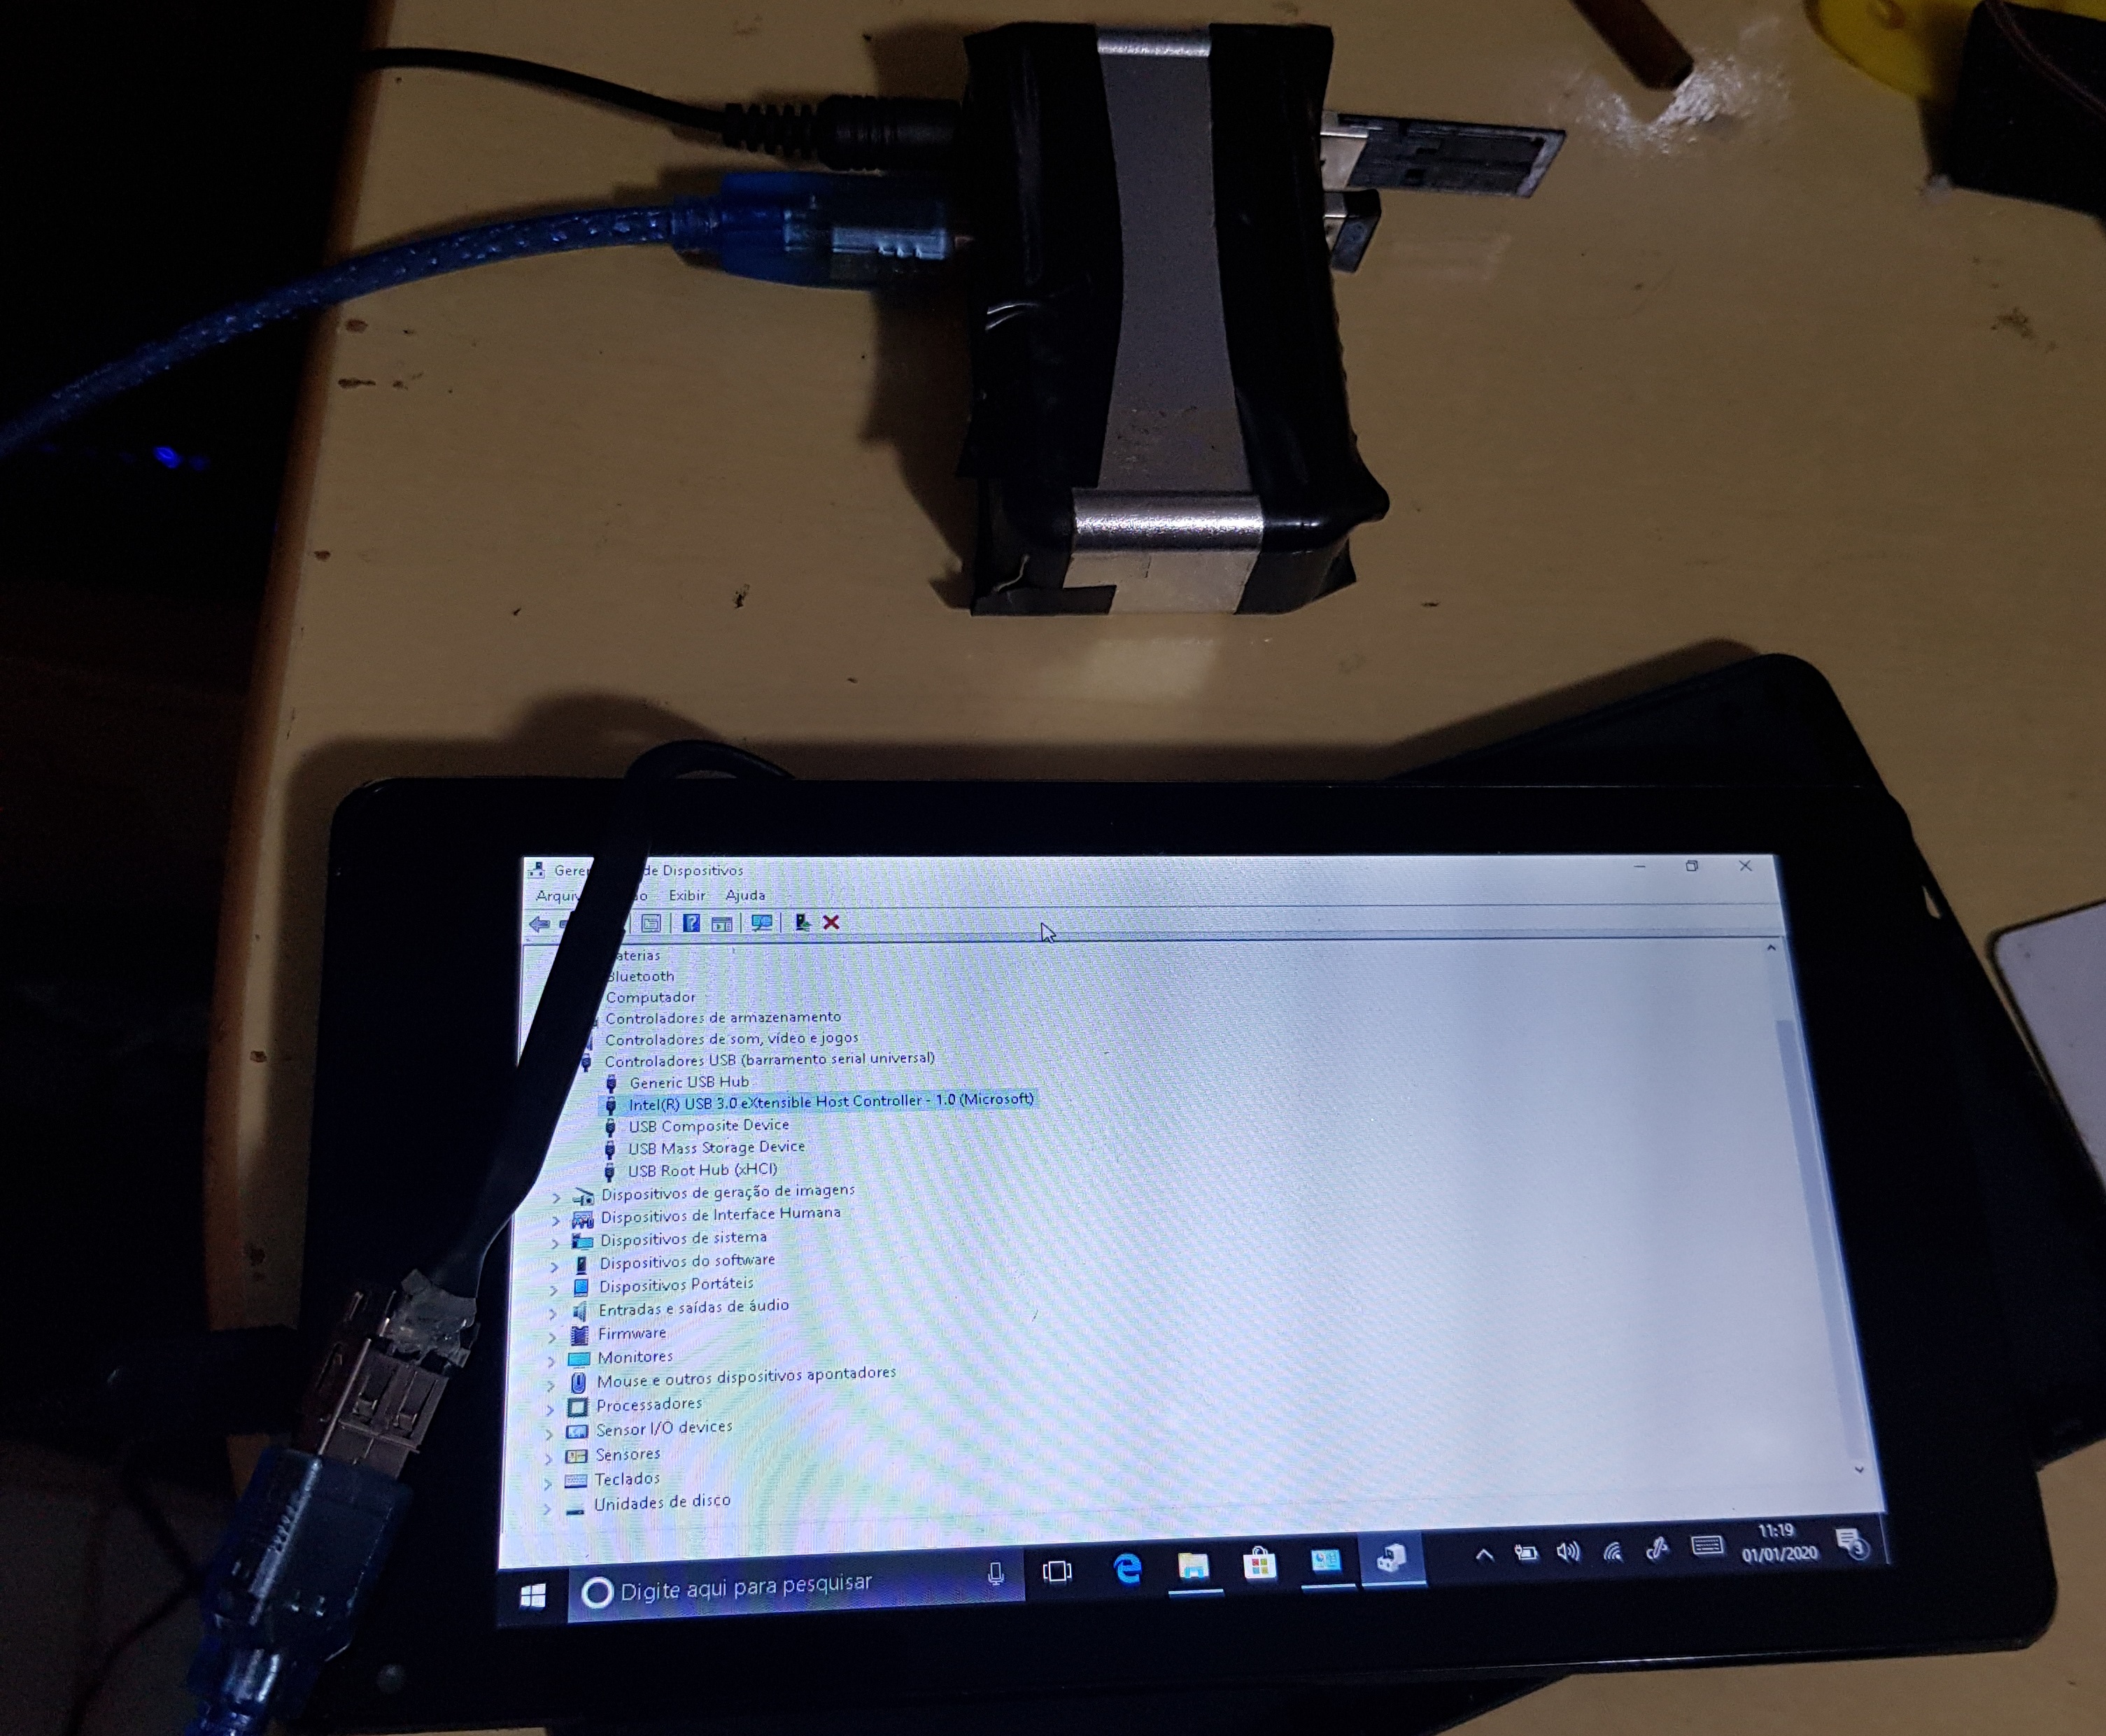 de Dispositivos
Exibir Ajuda
Bluetooth
Computador
Controladores de armazenamento
Controladores de som, vídeo e jogos
Controladores USB (barramento serial universal)
Generic USB Hub
Intel(R) USB 3.0 eXtensible Host Controller - 1.0 (Microsoft)
USB Composite Device
USB Mass Storage Device
USB Root Hub (xHCI)
Dispositivos de geração de imagens
Dispositivos de Interface Humana
Dispositivos de sistema
Dispositivos do software
Dispositivos Portáteis
Entradas e saídas de áudio
Firmware
Monitores
Mouse e outros dispositivos apontadores
Processadores
Sensor I/O devices
Sensores
Teclados
Unidades de disco
Digite aqui para pesquisar
11:19
01/01/2020
3